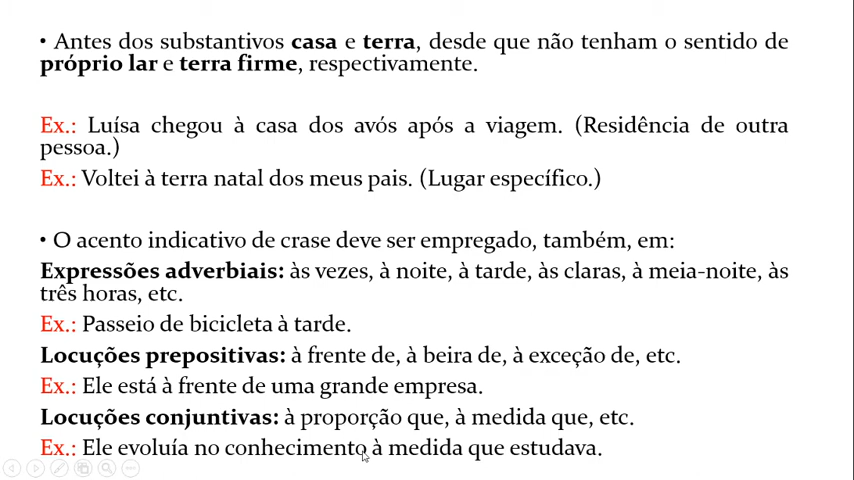 • Antes dos substantivos casa e terra, desde que não tenham o sentido de
próprio lar e terra firme, respectivamente.
Ex.: Luísa chegou à casa dos avós após a viagem. (Residência de outra
pessoa.)
Ex.: Voltei à terra natal dos meus pais. (Lugar específico.)
• O acento indicativo de crase deve ser empregado, também, em:
Expressões adverbiais: às vezes, à noite, à tarde, às claras, à meia-noite, às
três horas, etc.
Ex.: Passeio de bicicleta à tarde.
Locuções prepositivas: à frente de, à beira de, à exceção de, etc.
Ex.: Ele está à frente de uma grande empresa.
Locuções conjuntivas: à proporção que, à medida que, etc.
Ex.: Ele evoluía no conhecimento à medida que estudava.